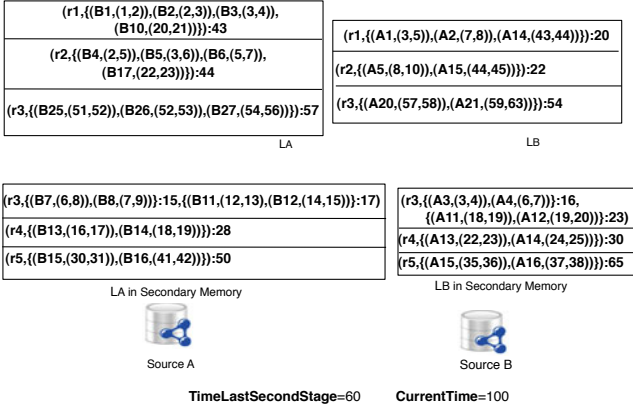 (r1,{(B1,(1,2)),(B2,(2,3)),(B3,(3,4)),
(B10,(20,21))}):43
(r2,{(B4,(2,5)),(B5,(3,6)),(B6,(5,7)),
(B17,(22,23))}):44
(r3,{(B25,(51,52)),(B26,(52,53)),(B27,(54,56))}):57
LA
(r1,{(A1,(3,5)),(A2,(7,8)),(A14,(43,44))}):20
(r2,{(A5,(8,10)),(A15,(44,45))}):22
(r3,{(A20,(57,58)),(A21,(59,63))}):54
LB
(r3,{(B7,(6,8)),(B8,(7,9))}:15,{(B11,(12,13),(B12,(14,15))}:17)
(r4,{(B13,(16,17)),(B14,(18,19))}):28
(r5,{(B15,(30,31)),(B16,(41,42))}):50
LA in Secondary Memory
(r3,{(A3,(3,4)),(A4,(6,7))}:16,
{(A11,(18,19)),(A12,(19,20))}:23)
(r4,{(A13,(22,23)),(A14,(24,25))}):30
(r5,{(A15,(35,36)),(A16,(37,38))}):65
LB in Secondary Memory
Source A
Source B
TimeLastSecondStage=60 CurrentTime=100